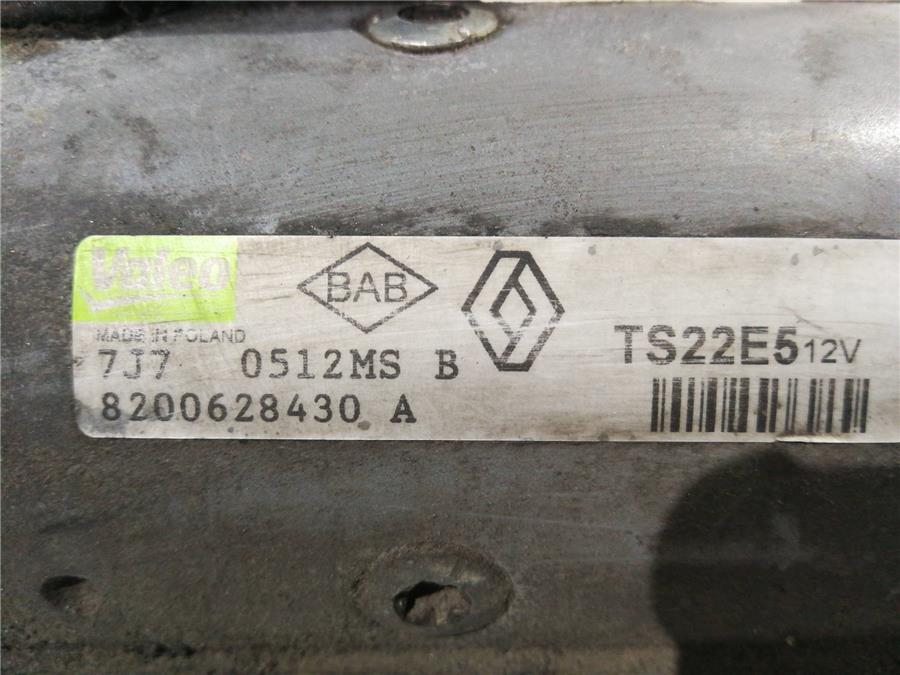 Valeo
BAB
MADE IN POLAND
TS22E5 12V
7J7 0512MS B
8200628430 A